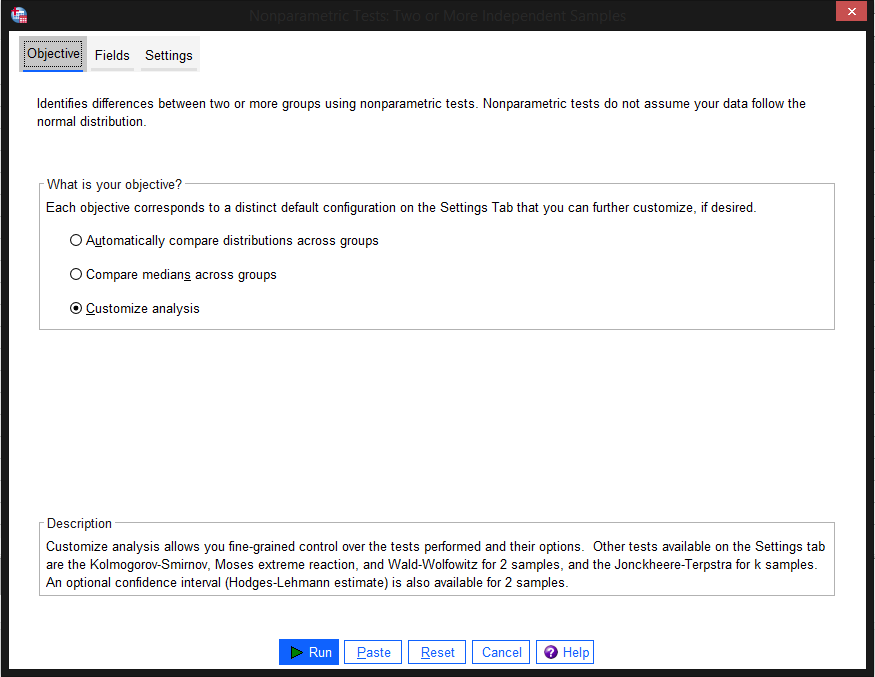 Nonparametric Tests: Two or More Independent Samples
Objective Fields Settings
Identifies differences between two or more groups using nonparametric tests. Nonparametric tests do not assume your data follow the
normal distribution.
What is your objective?
Each objective corresponds to a distinct default configuration on the Settings Tab that you can further customize, if desired.
Automatically compare distributions across groups
Compare medians across groups
Customize analysis
Description
Customize analysis allows you fine-grained control over the tests performed and their options. Other tests available on the Settings tab
are the Kolmogorov-Smirnov, Moses extreme reaction, and Wald-Wolfowitz for 2 samples, and the Jonckheere-Terpstra for k samples.
An optional confidence interval (Hodges-Lehmann estimate) is also available for 2 samples.
Run Paste Reset Cancel Help